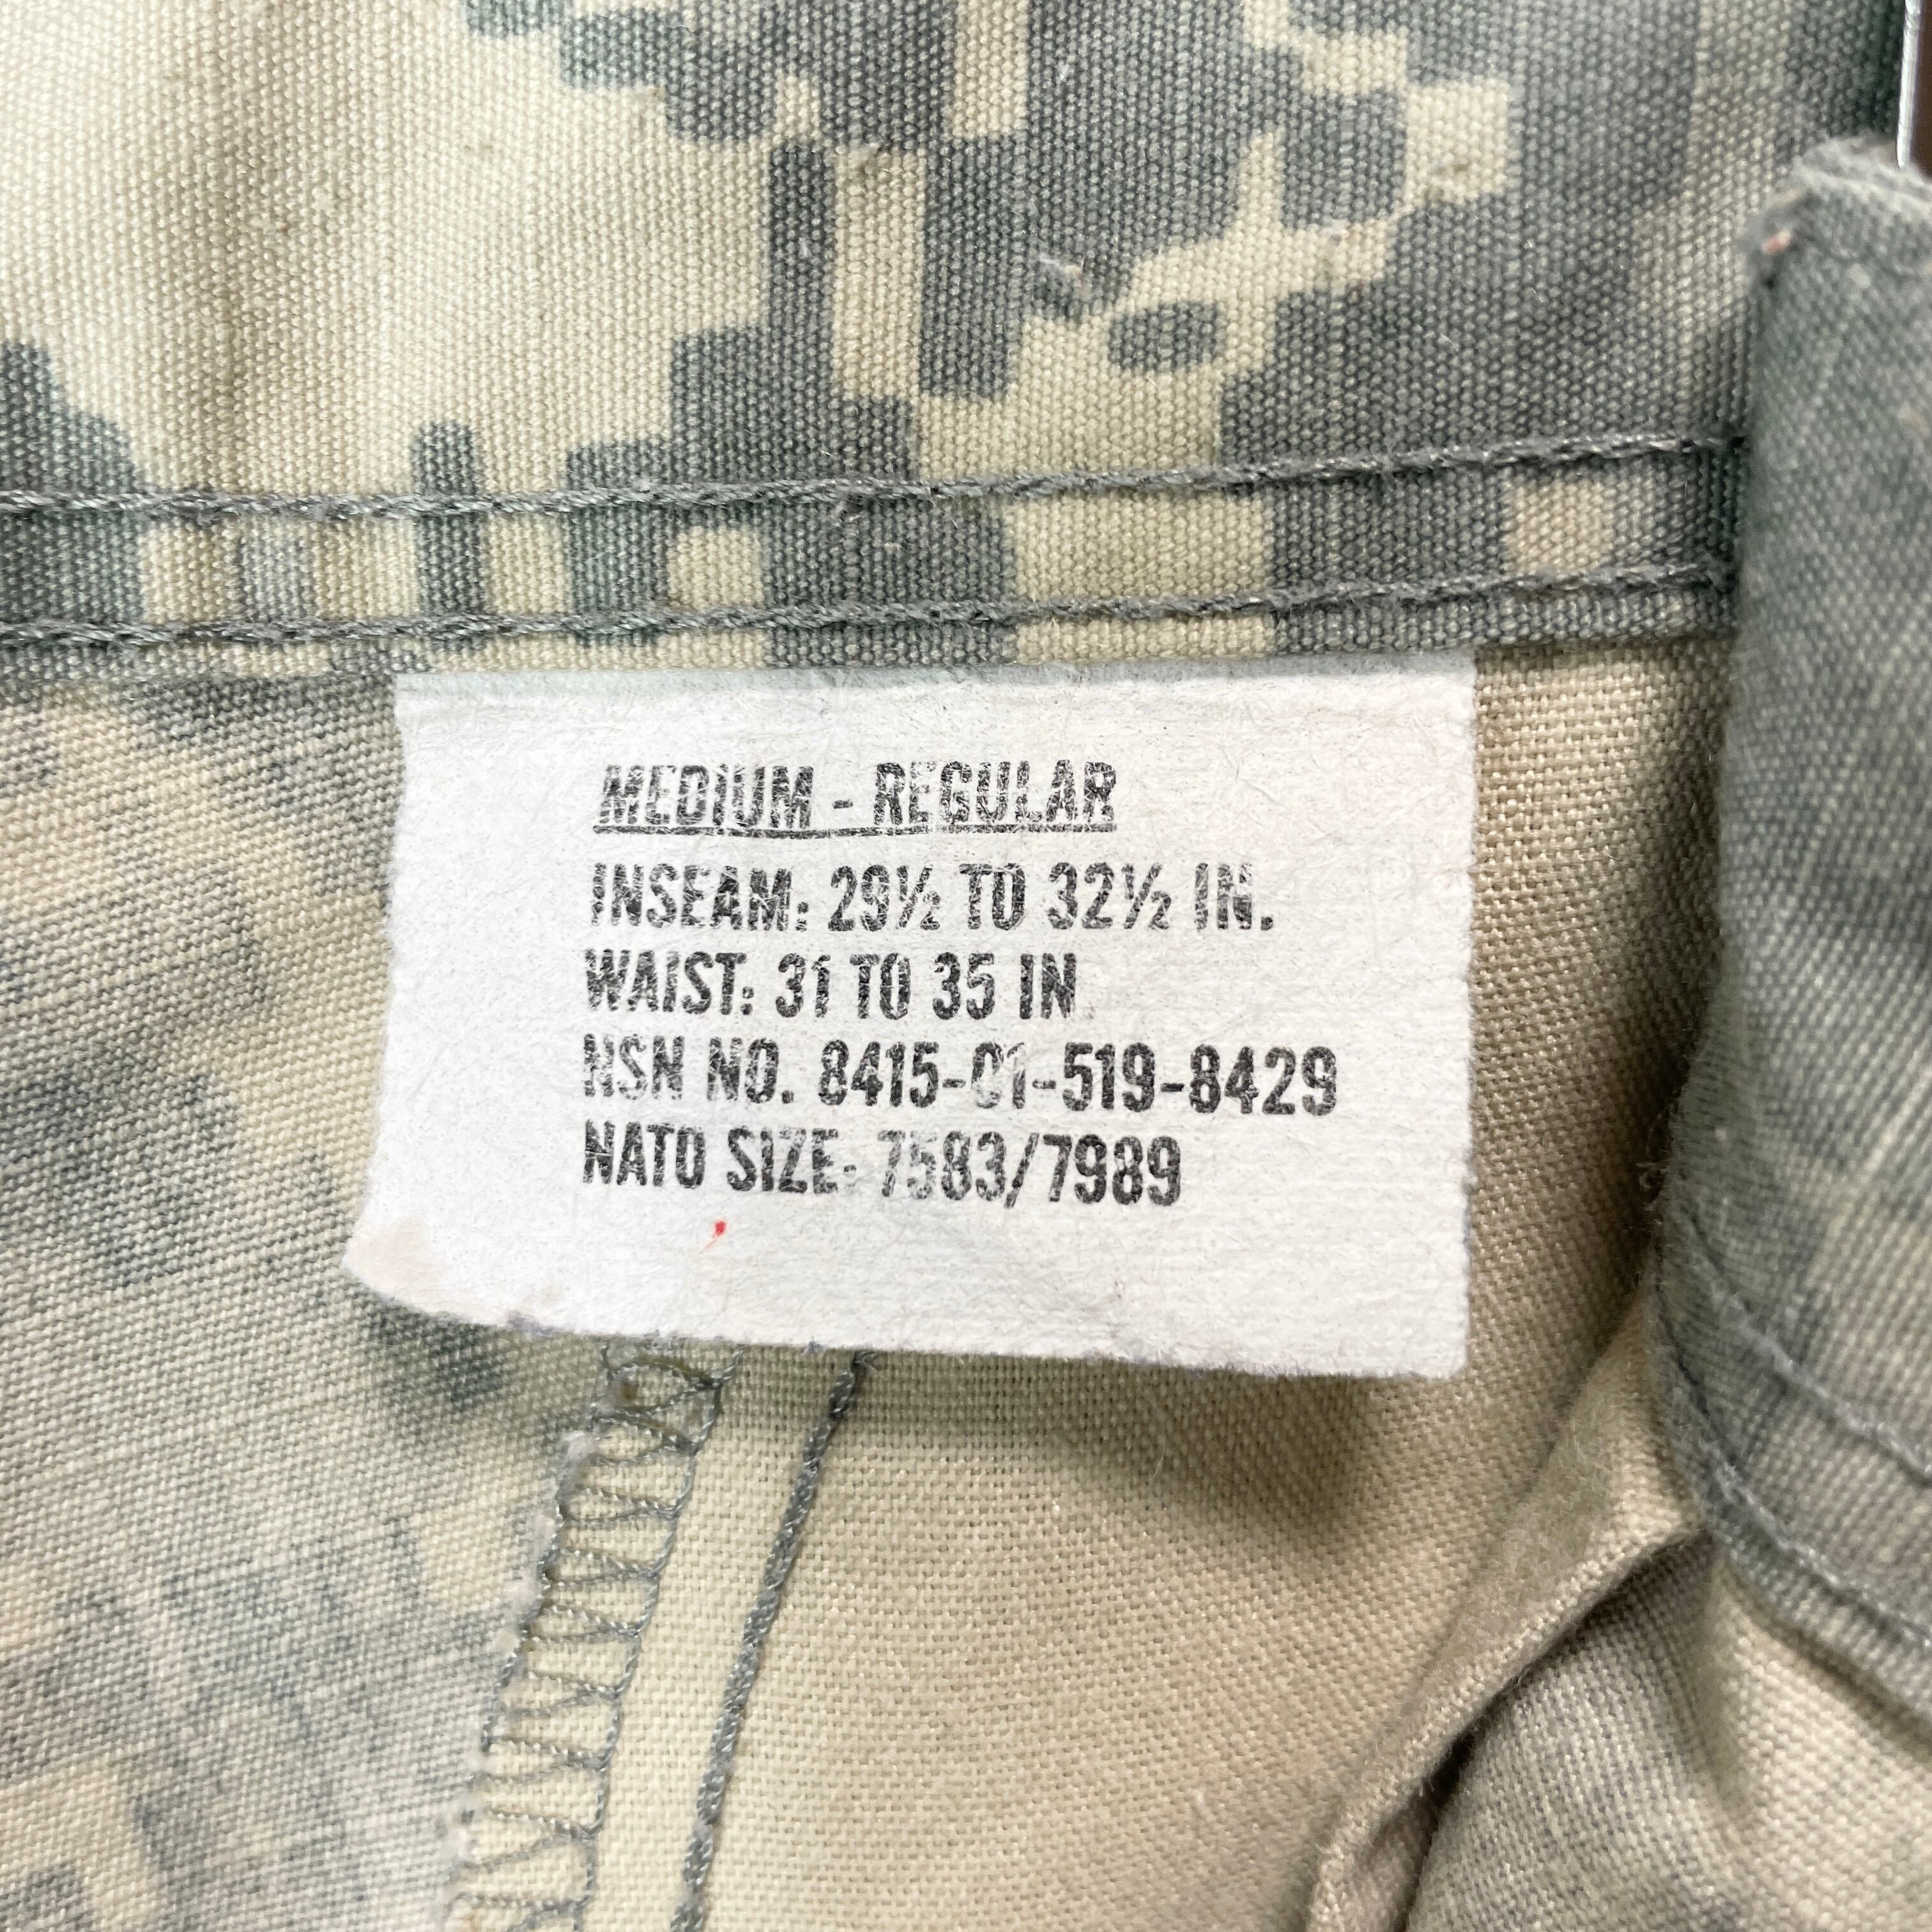 MEDIUM - REGULAR
INSEAM: 29½ TO 32½ IN.
WAIST: 31 TO 35 IN.
NSN NO. 8415-01-519-8429
NATO SIZE: 7583/7989